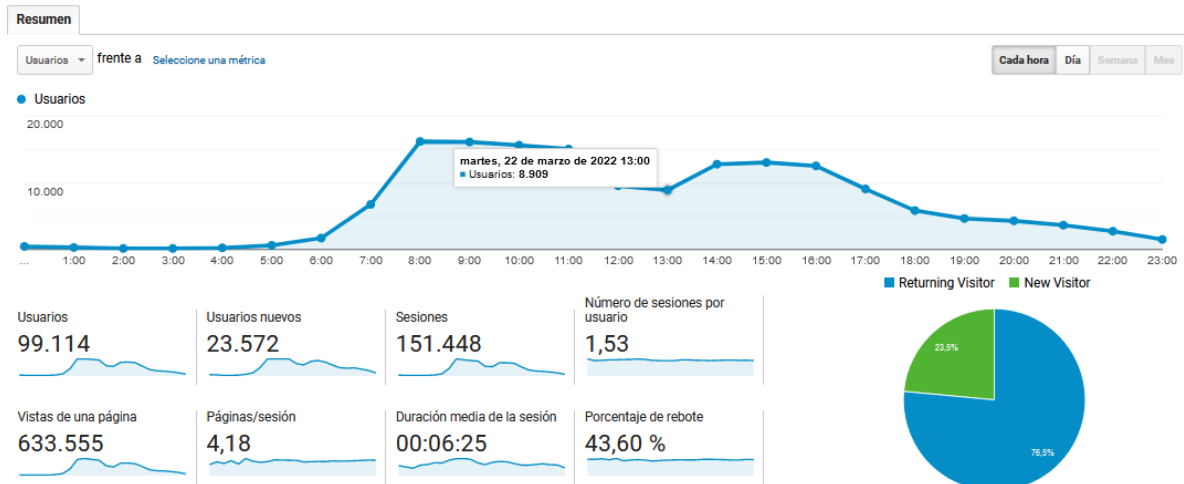 Resumen
Usuarios frente a Seleccione una métrica
Cada hora Día Semana Mes
Usuarios
20.000
martes, 22 de marzo de 2022 13:00
Usuarios: 8.909
10.000
... 1:00 2:00 3:00 4:00 5:00 6:00 7:00 8:00 9:00 10:00 11:00 12:00 13:00 14:00 15:00 16:00 17:00 18:00 19:00 20:00 21:00 22:00 23:00
Returning Visitor New Visitor
Usuarios
99.114
Usuarios nuevos
23.572
Sesiones
151.448
Número de sesiones por
usuario
1,53
Vistas de una página
633.555
Páginas/sesión
4,18
Duración media de la sesión
00:06:25
Porcentaje de rebote
43,60 %
23,5%
76,5%